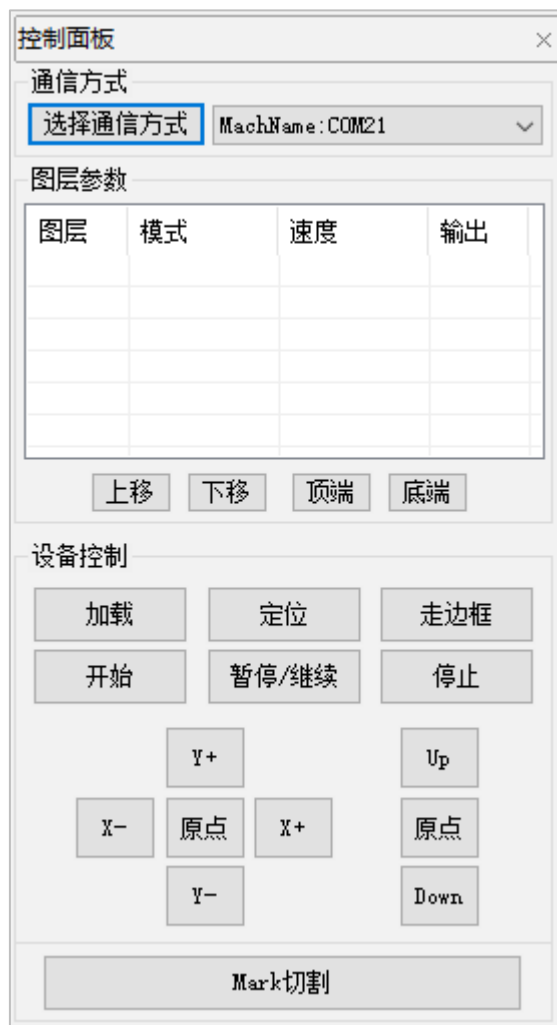 控制面板
通信方式
选择通信方式 MachName:COM21
图层参数
图层 模式 速度 输出
上移 下移 顶端 底端
设备控制
加载 定位 走边框
开始 暂停/继续 停止
Y+ Up
X- 原点 X+ 原点
Y- Down
Mark切割